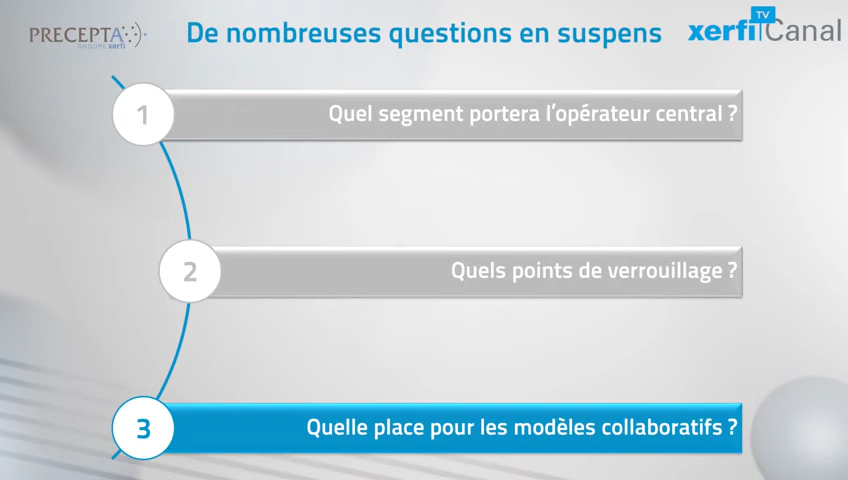 PRECEPTA
GROUPE xerfi
De nombreuses questions en suspens
TV
xerfi Canal
1
Quel segment portera l’opérateur central ?
2
Quels points de verrouillage ?
3
Quelle place pour les modèles collaboratifs ?